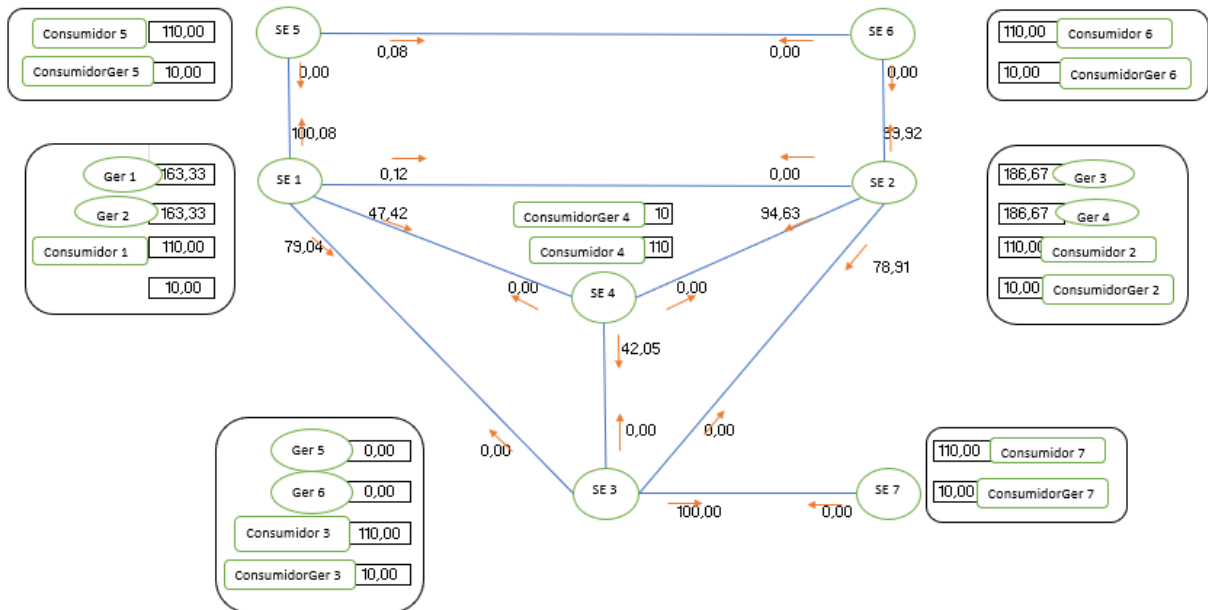 Consumidor 5 110,00
ConsumidorGer 5 10,00
SE 5
SE 6
110,00 Consumidor 6
10,00 ConsumidorGer 6
0,08
0,00
0,00
0,00
100,08
89,92
Ger 1 163,33
Ger 2 163,33
Consumidor 1 110,00
10,00
SE 1
SE 2
0,12
0,00
186,67 Ger 3
186,67 Ger 4
110,00 Consumidor 2
10,00 ConsumidorGer 2
47,42
ConsumidorGer 4 10
94,63
79,04
Consumidor 4 110
78,91
0,00
SE 4
0,00
42,05
Ger 5 0,00
Ger 6 0,00
Consumidor 3 110,00
ConsumidorGer 3 10,00
0,00
0,00
0,00
SE 3
SE 7
100,00
0,00
110,00 Consumidor 7
10,00 ConsumidorGer 7